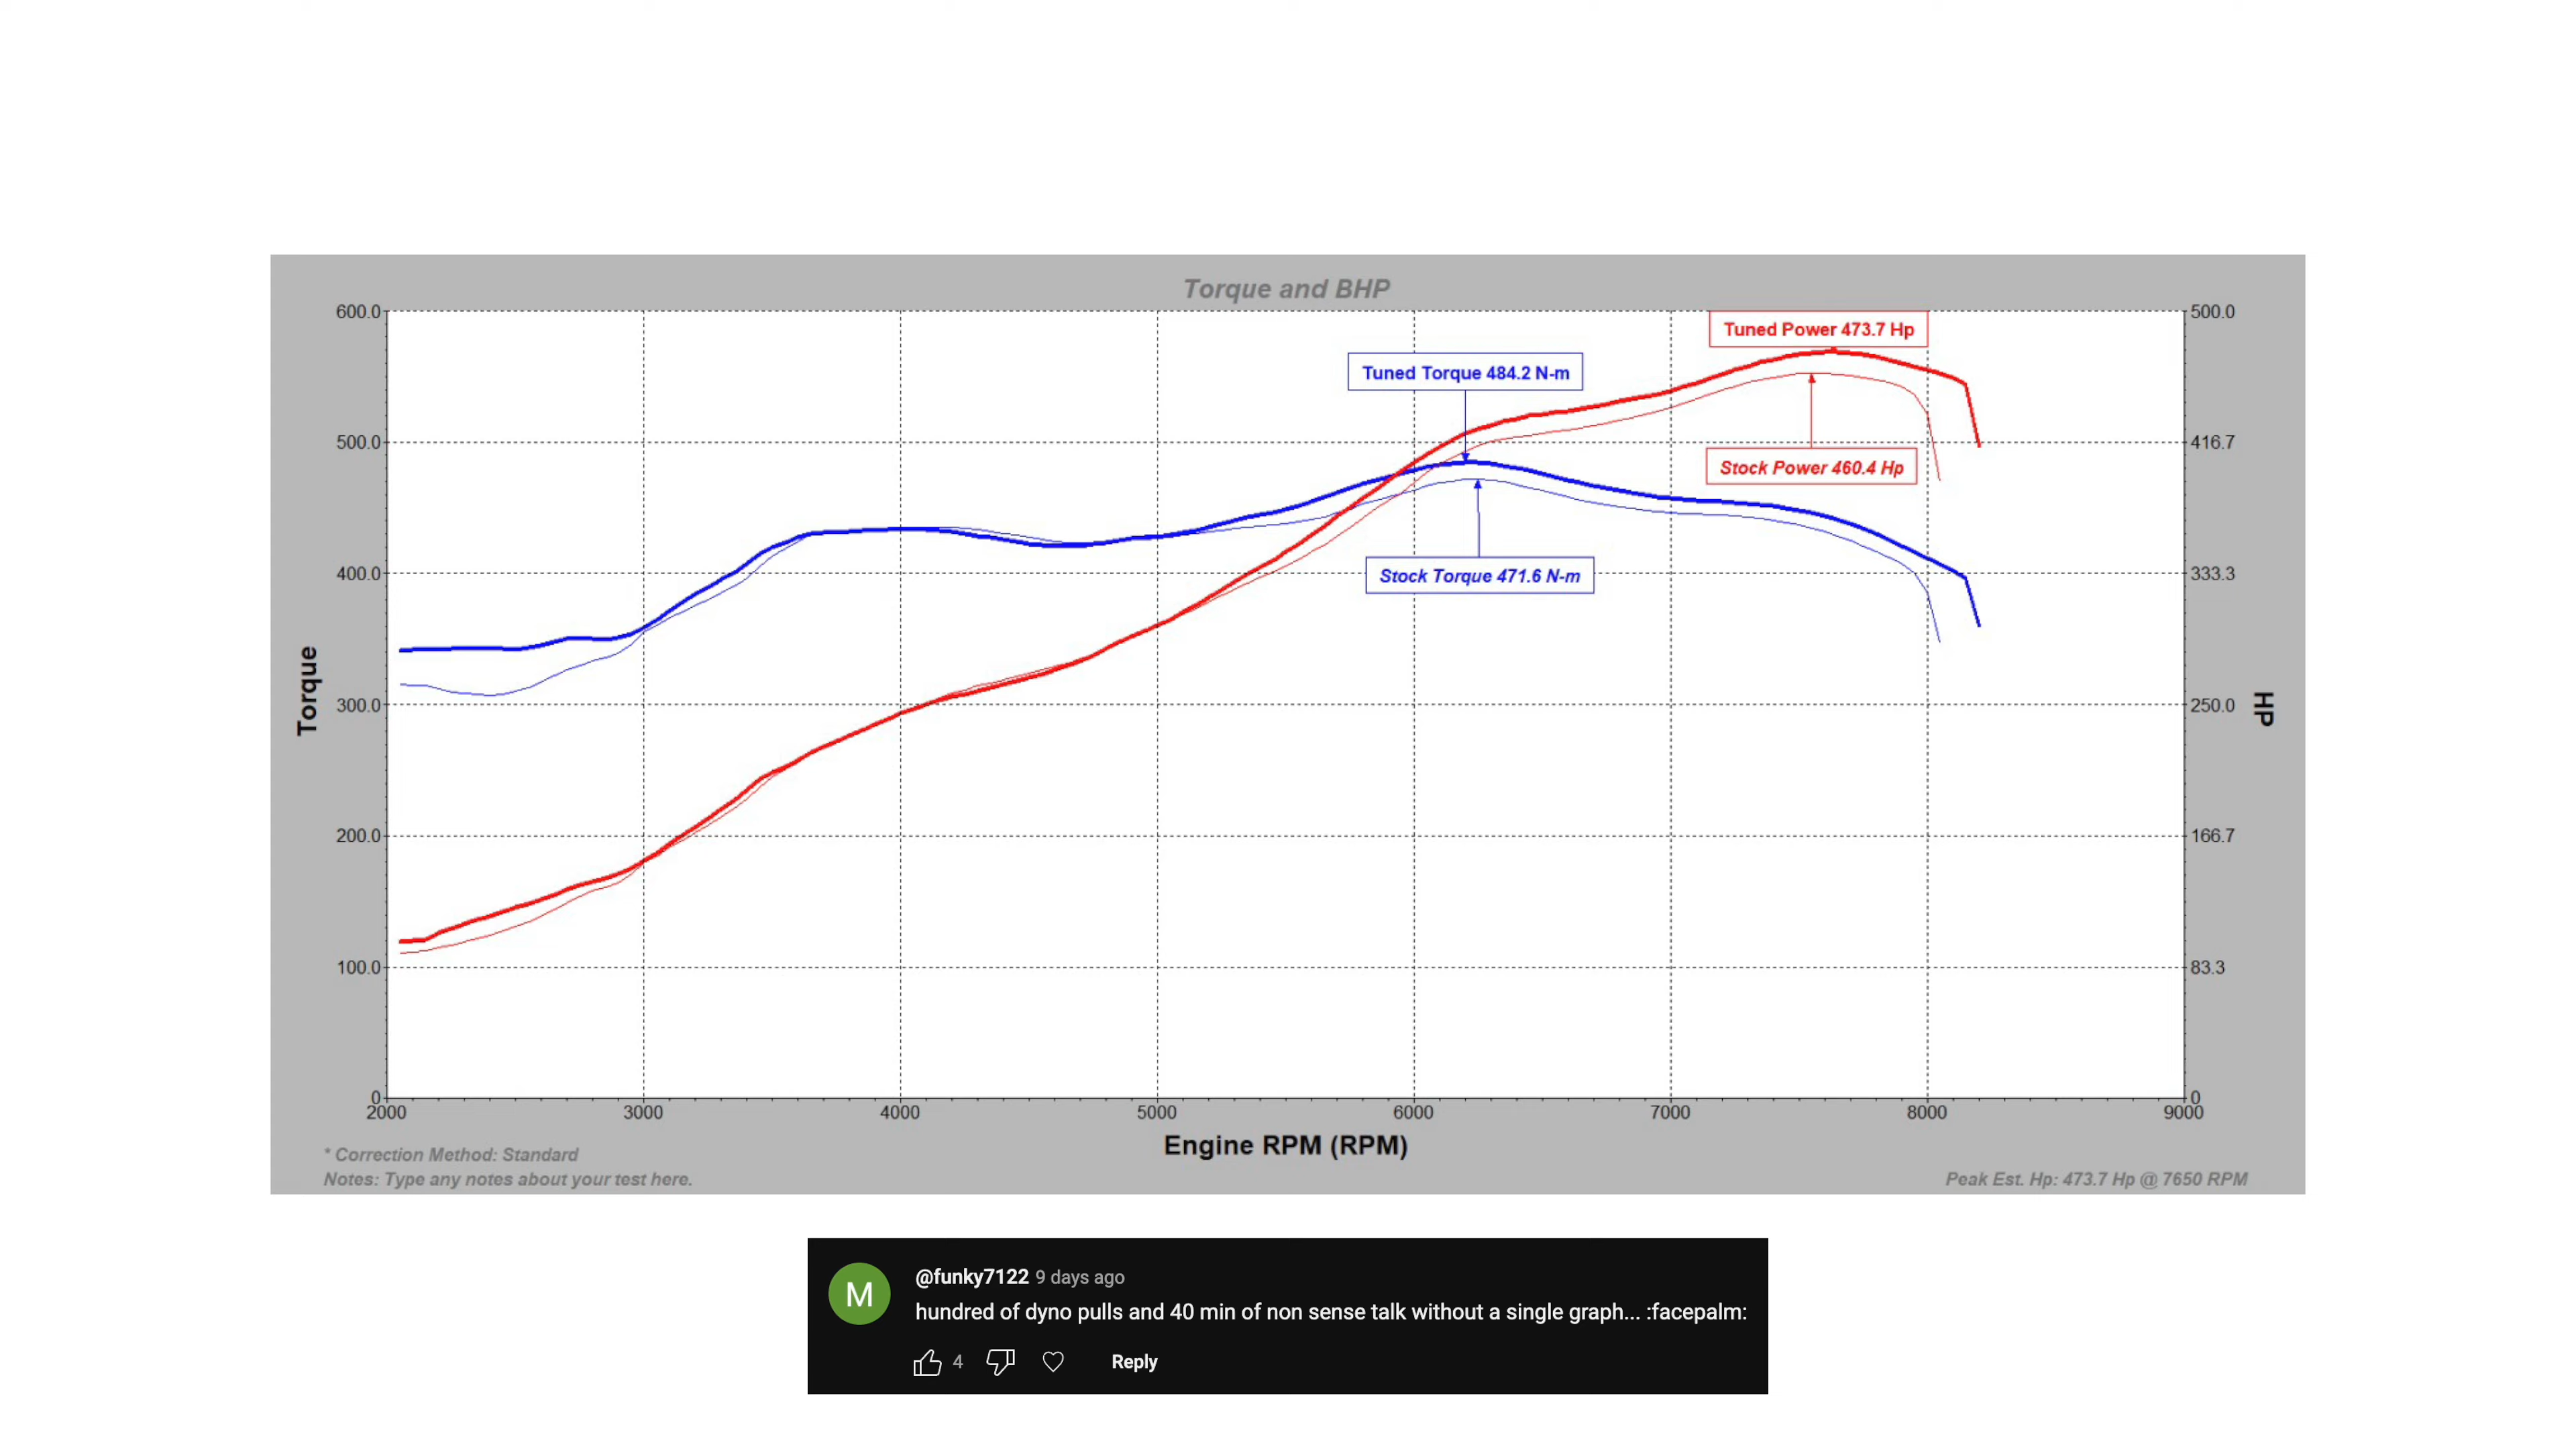 Torque and BHP
600.0
500.0
400.0
300.0
200.0
100.0
0
Torque
500.0
416.7
333.3
250.0
166.7
83.3
0
HP
Tuned Power 473.7 Hp
Tuned Torque 484.2 N-m
Stock Power 460.4 Hp
Stock Torque 471.6 N-m
2000 3000 4000 5000 6000 7000 8000 9000
Engine RPM (RPM)
* Correction Method: Standard
Notes: Type any notes about your test here.
Peak Est. Hp: 473.7 Hp @ 7650 RPM
M
@funky7122 9 days ago
hundred of dyno pulls and 40 min of non sense talk without a single graph... :facepalm:
4 Reply